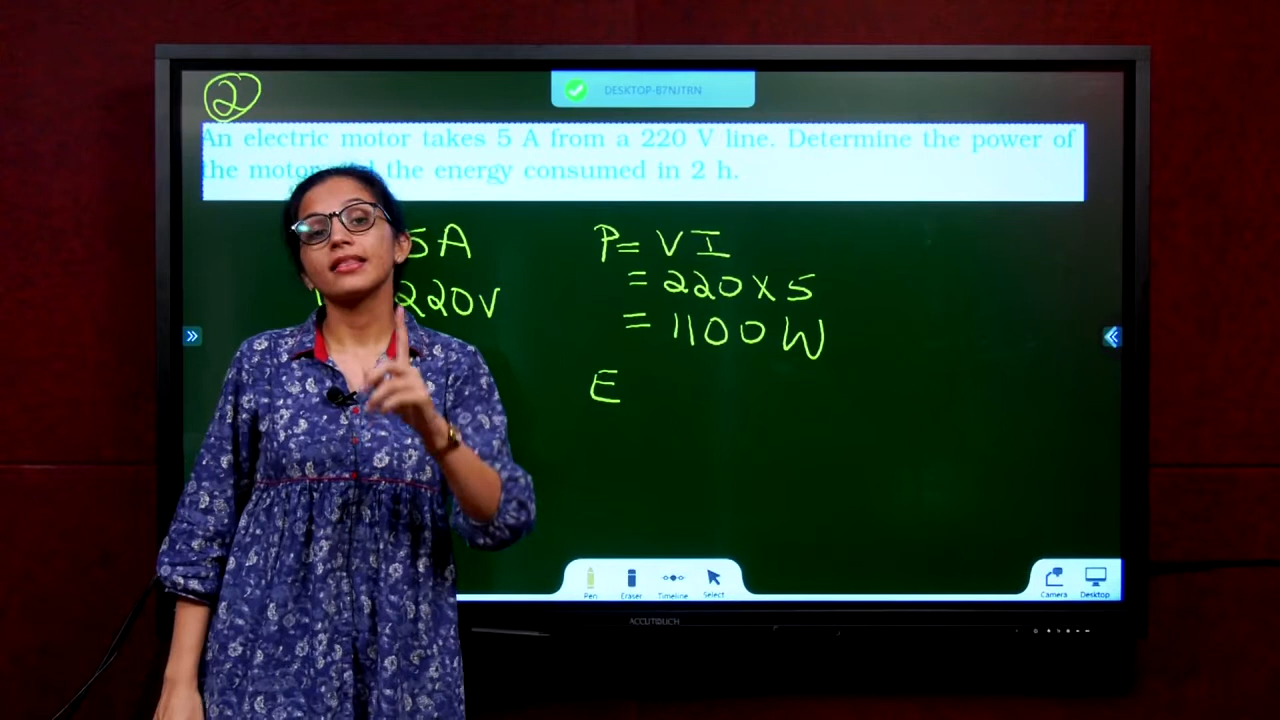 2
DESKTOP-B7NJTRN
An electric motor takes 5 A from a 220 V line. Determine the power of
the motor the energy consumed in 2 h.
5A
220V
P= VI
= 220 X 5
= 1100 W
E
Pen Eraser Timeline Select
Camera Desktop
ACCUTOUCH